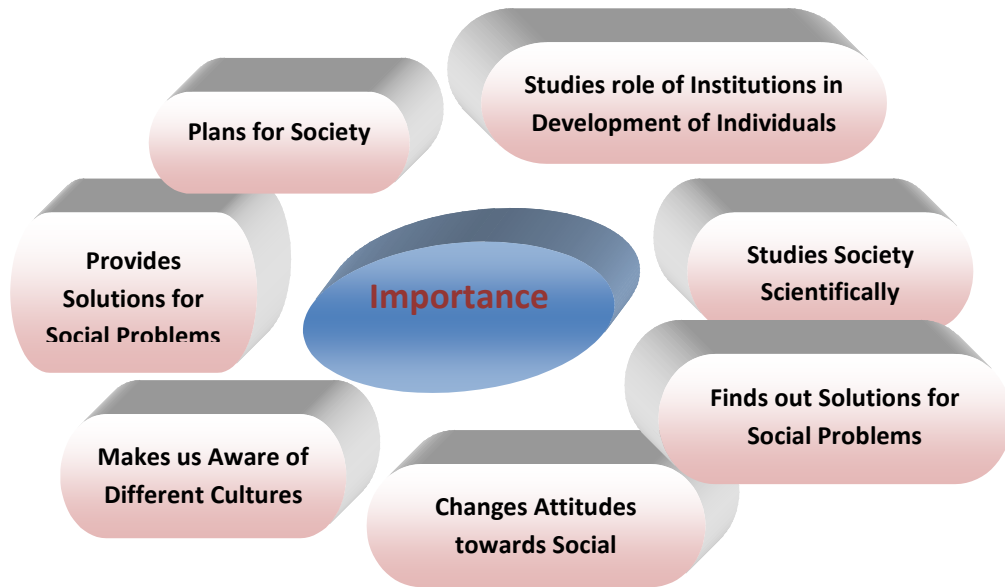 Studies role of Institutions in
Development of Individuals
Plans for Society
Studies Society
Scientifically
Provides
Solutions for
Social Problems
Importance
Finds out Solutions for
Social Problems
Makes us Aware of
Different Cultures
Changes Attitudes
towards Social